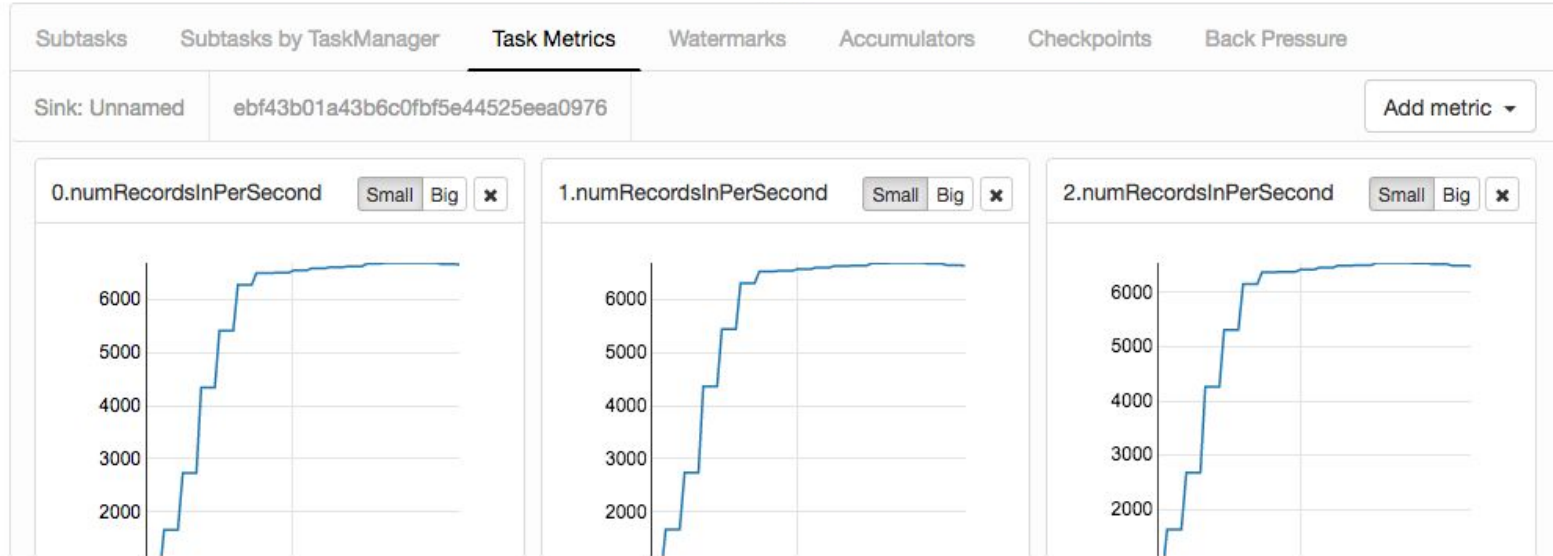 Subtasks Subtasks by TaskManager Task Metrics Watermarks Accumulators Checkpoints Back Pressure
Sink: Unnamed ebf43b01a43b6c0fbf5e44525eea0976 Add metric
0.numRecordsInPerSecond Small Big 1.numRecordsInPerSecond Small Big 2.numRecordsInPerSecond Small Big
6000 6000 6000
5000 5000 5000
4000 4000 4000
3000 3000 3000
2000 2000 2000